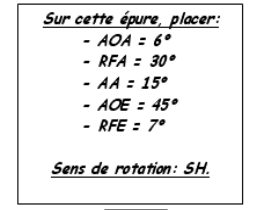 Sur cette épure, placer:
- AOA = 6°
- RFA = 30°
- AA = 15°
- AOE = 45°
- RFE = 7°
Sens de rotation: SH.